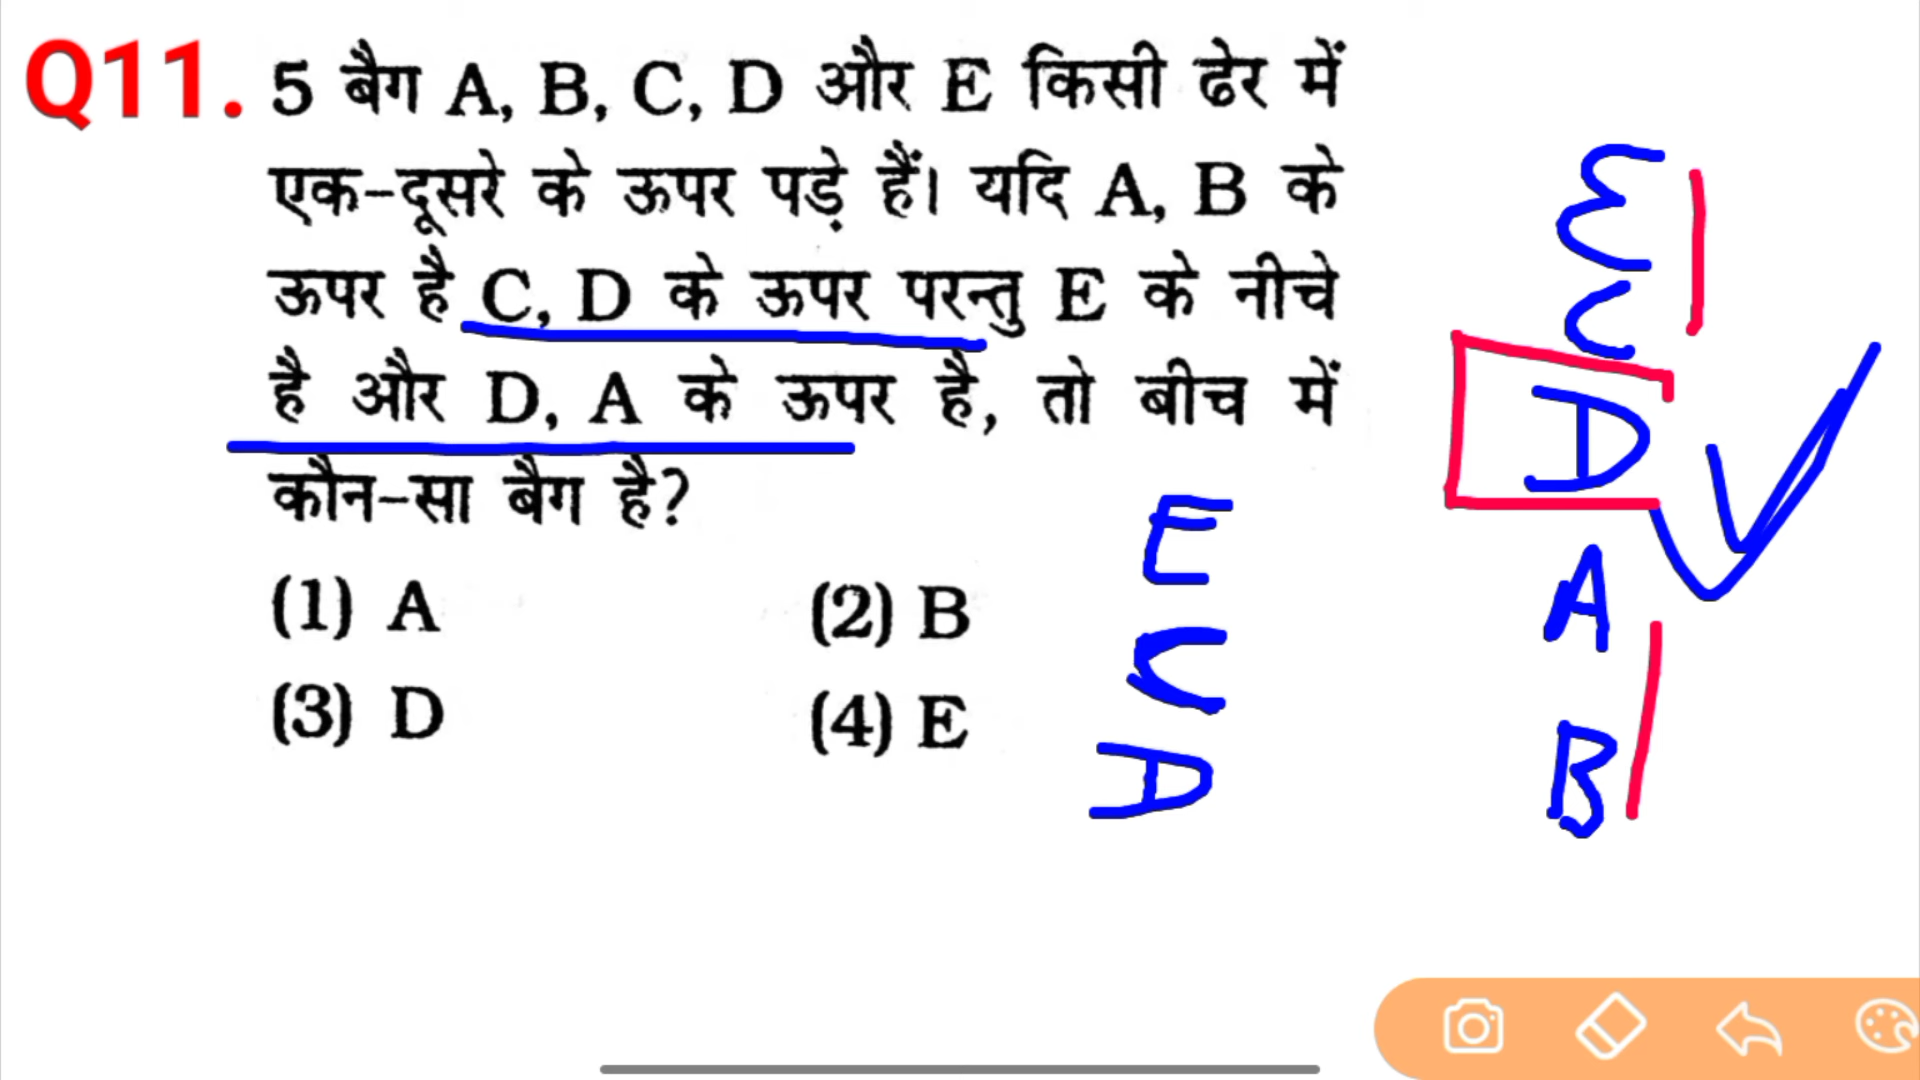 Q11. 5 बैग A, B, C, D और E किसी ढेर में
एक-दूसरे के ऊपर पड़े हैं। यदि A, B के
ऊपर है C, D के ऊपर परन्तु E के नीचे
है और D, A के ऊपर है, तो बीच में
कौन-सा बैग है?
(1) A (2) B
(3) D (4) E
E
C
D
E
C
D
A
B